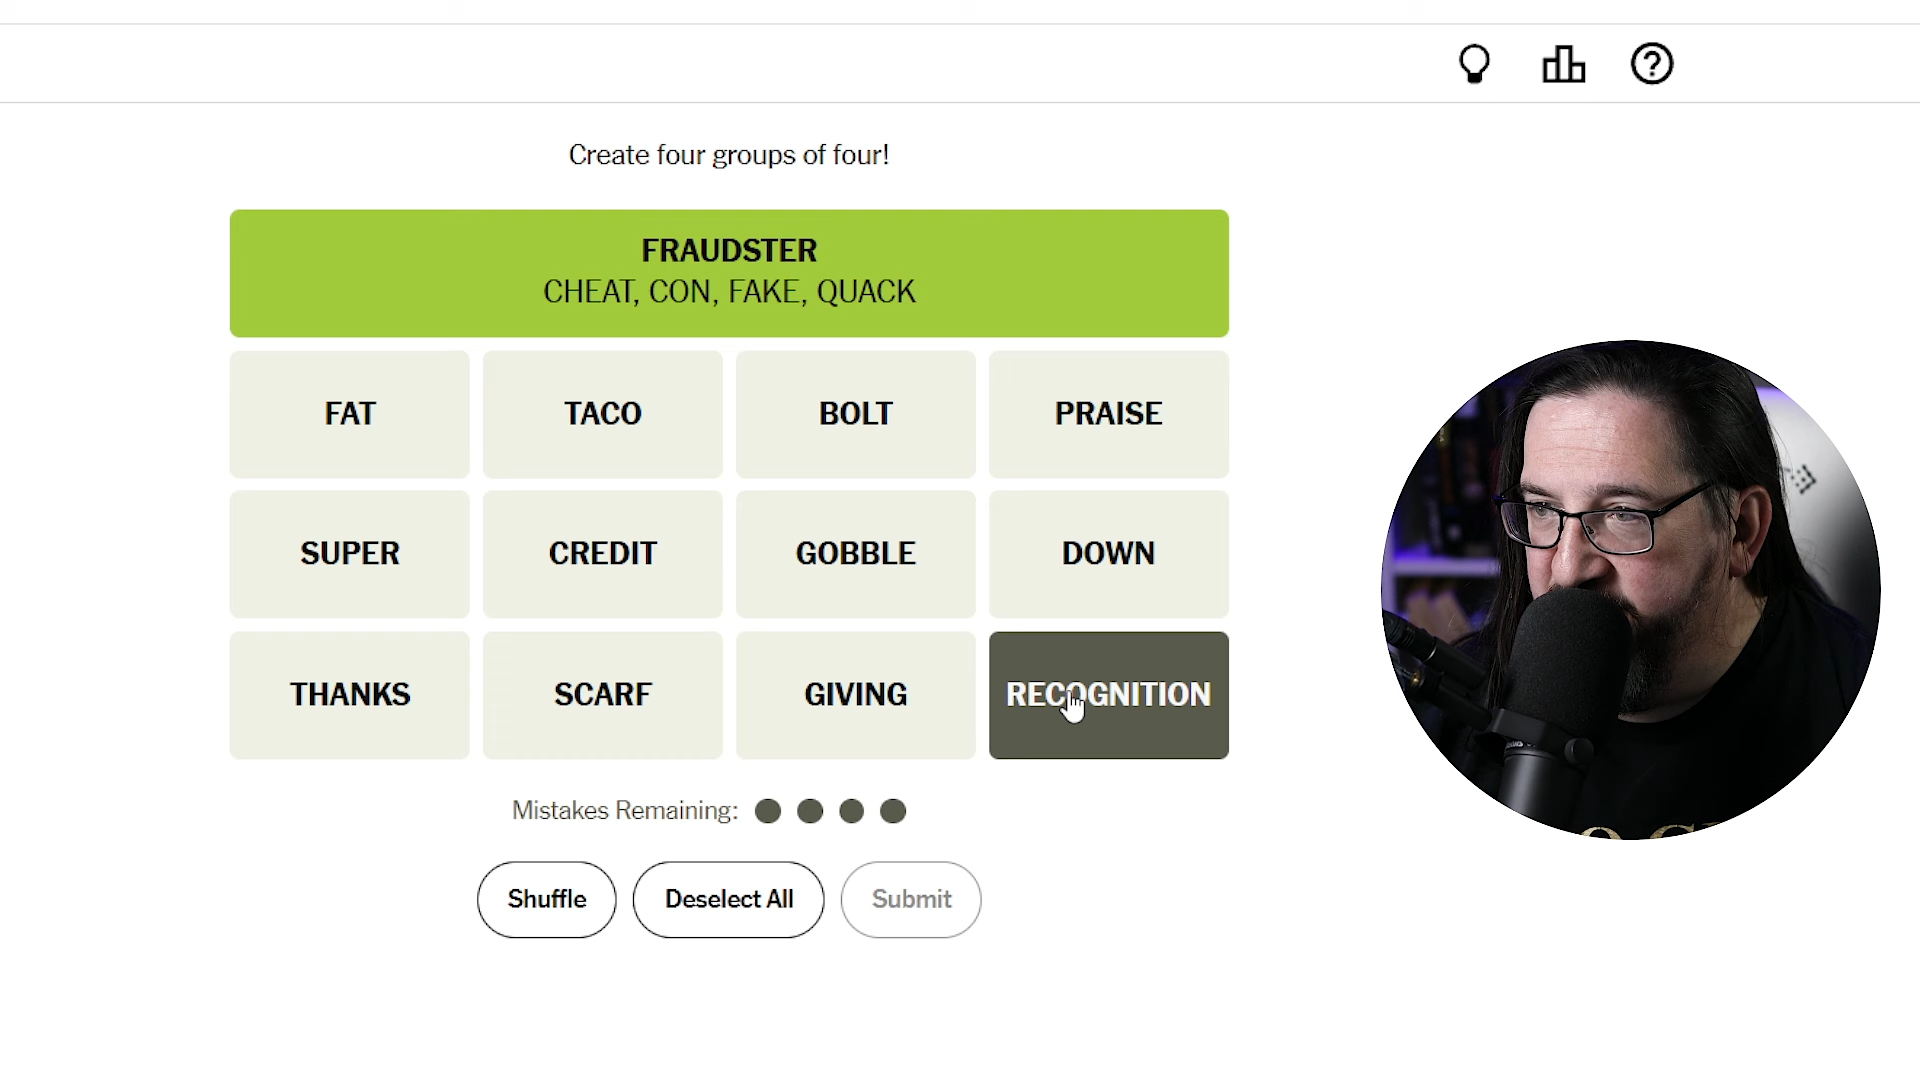 Create four groups of four!
FRAUDSTER
CHEAT, CON, FAKE, QUACK
FAT TACO BOLT PRAISE
SUPER CREDIT GOBBLE DOWN
THANKS SCARF GIVING RECOGNITION
Mistakes Remaining:
Shuffle Deselect All Submit